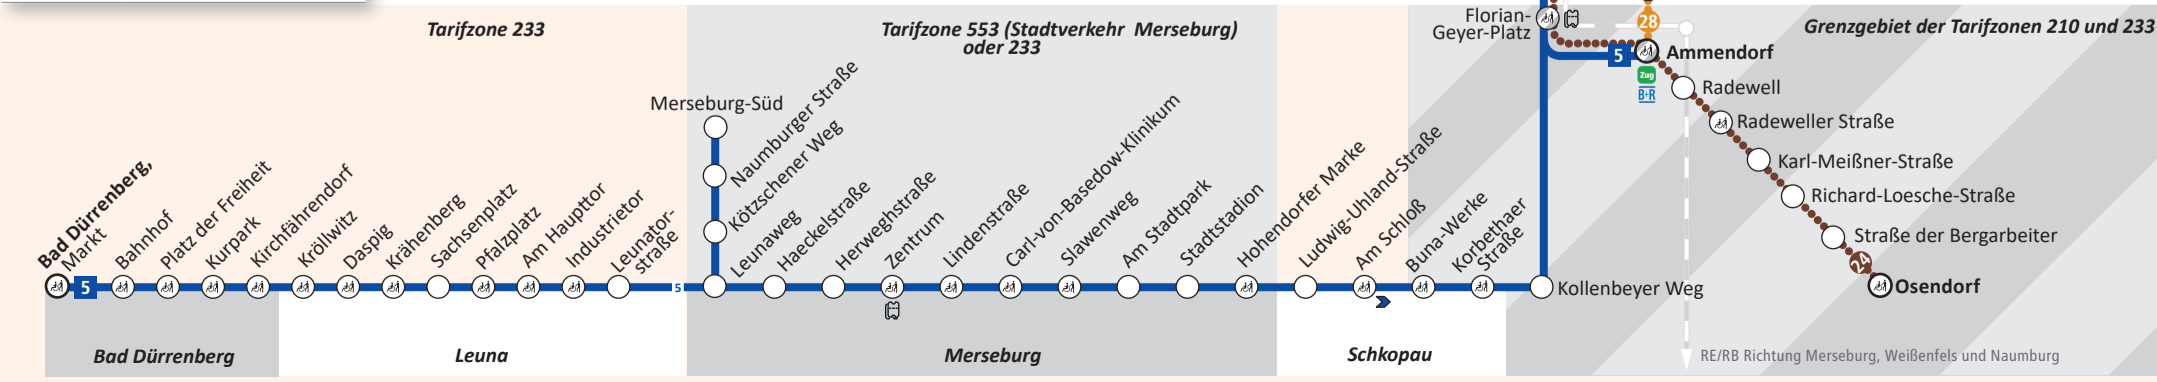 Tarifzone 233
Tarifzone 553 (Stadtverkehr Merseburg)
oder 233
Grenzgebiet der Tarifzonen 210 und 233
Florian-
Geyer-Platz
28
5
Ammendorf
Zug
B+R
Radewell
Radeweller Straße
Karl-Meißner-Straße
Richard-Loesche-Straße
Straße der Bergarbeiter
24
Osendorf
Merseburg-Süd
Naumburger Straße
Kötzschener Weg
Bad Dürrenberg,
Markt
5
Bahnhof
Platz der Freiheit
Kurpark
Kirchfährendorf
Kröllwitz
Daspig
Krähenberg
Sachsenplatz
Pfalzplatz
Am Haupttor
Industrietor
Leunator-
straße
5
Leunaweg
Haeckelstraße
Herweghstraße
Zentrum
Lindenstraße
Carl-von-Basedow-Klinikum
Slawenweg
Am Stadtpark
Stadtstadion
Hohendorfer Marke
Ludwig-Uhland-Straße
Am Schloß
Buna-Werke
Korbethaer
Straße
Kollenbeyer Weg
Bad Dürrenberg
Leuna
Merseburg
Schkopau
RE/RB Richtung Merseburg, Weißenfels und Naumburg